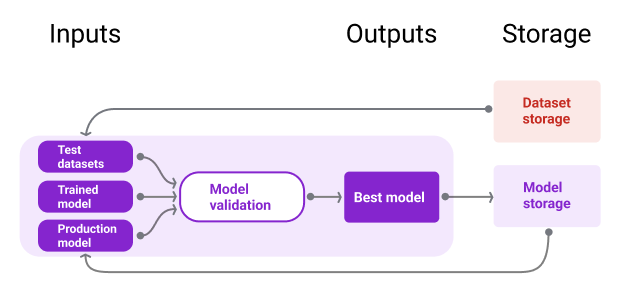 Inputs
Outputs
Storage
Dataset
storage
Test
datasets
Trained
model
Production
model
Model
validation
Best model
Model
storage